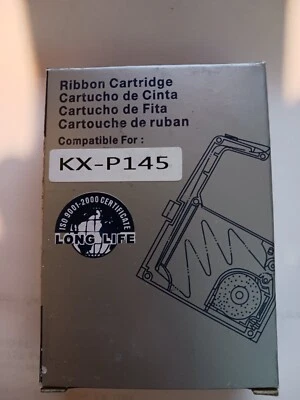 Ribbon Cartridge
Cartucho de Cinta
Cartucho de Fita
Cartouche de ruban
Compatible For :
KX-P145
ISO 9001-2000 CERTIFICATE
LONG LIFE